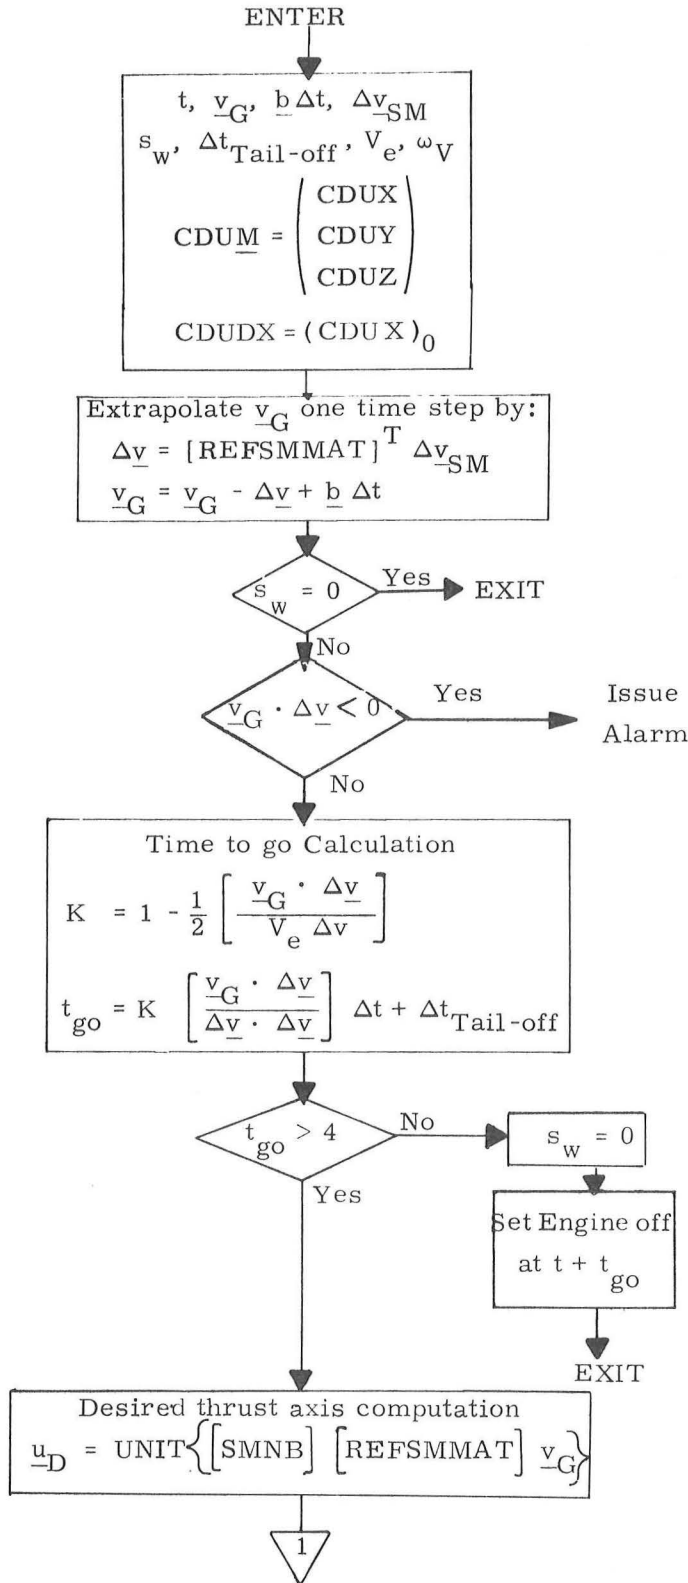 ENTER
t, v_G, b Δt, Δv_SM
s_w, Δt_Tail-off, V_e, ω_V
CDUM = ( CDUX
CDUY
CDUZ )
CDUDX = (CDUX)_0
Extrapolate v_G one time step by:
Δv = [REFSMMAT]^T Δv_SM
v_G = v_G - Δv + b Δt
s_w = 0
Yes
EXIT
No
v_G · Δv < 0
Yes
Issue
Alarm
No
Time to go Calculation
K = 1 - 1/2 [ v_G · Δv / V_e Δv ]
t_go = K [ v_G · Δv / Δv · Δv ] Δt + Δt_Tail-off
t_go > 4
No
s_w = 0
Yes
Set Engine off
at t + t_go
EXIT
Desired thrust axis computation
u_D = UNIT{[SMNB] [REFSMMAT] v_G}
1